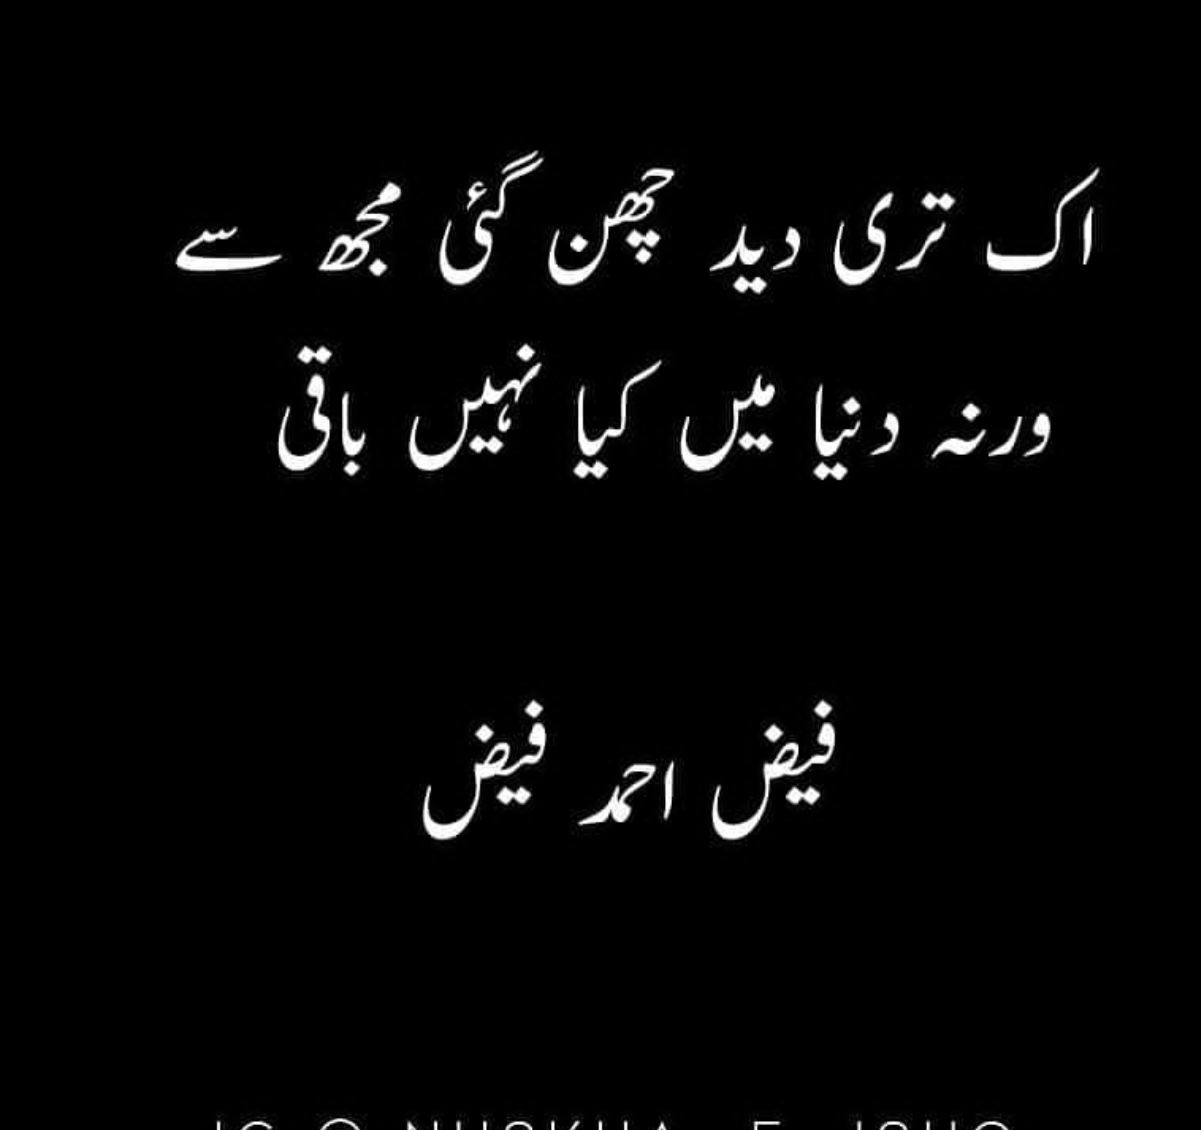 اک تری دید چھن گئی مجھ سے
ورنہ دنیا میں کیا نہیں باقی
فیض احمد فیض